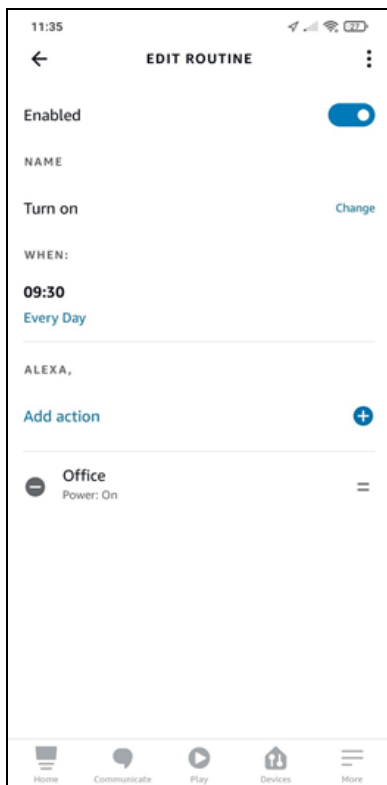 11:35
27
EDIT ROUTINE
Enabled
NAME
Turn on
Change
WHEN:
09:30
Every Day
ALEXA,
Add action
Office
Power: On
Home
Communicate
Play
Devices
More